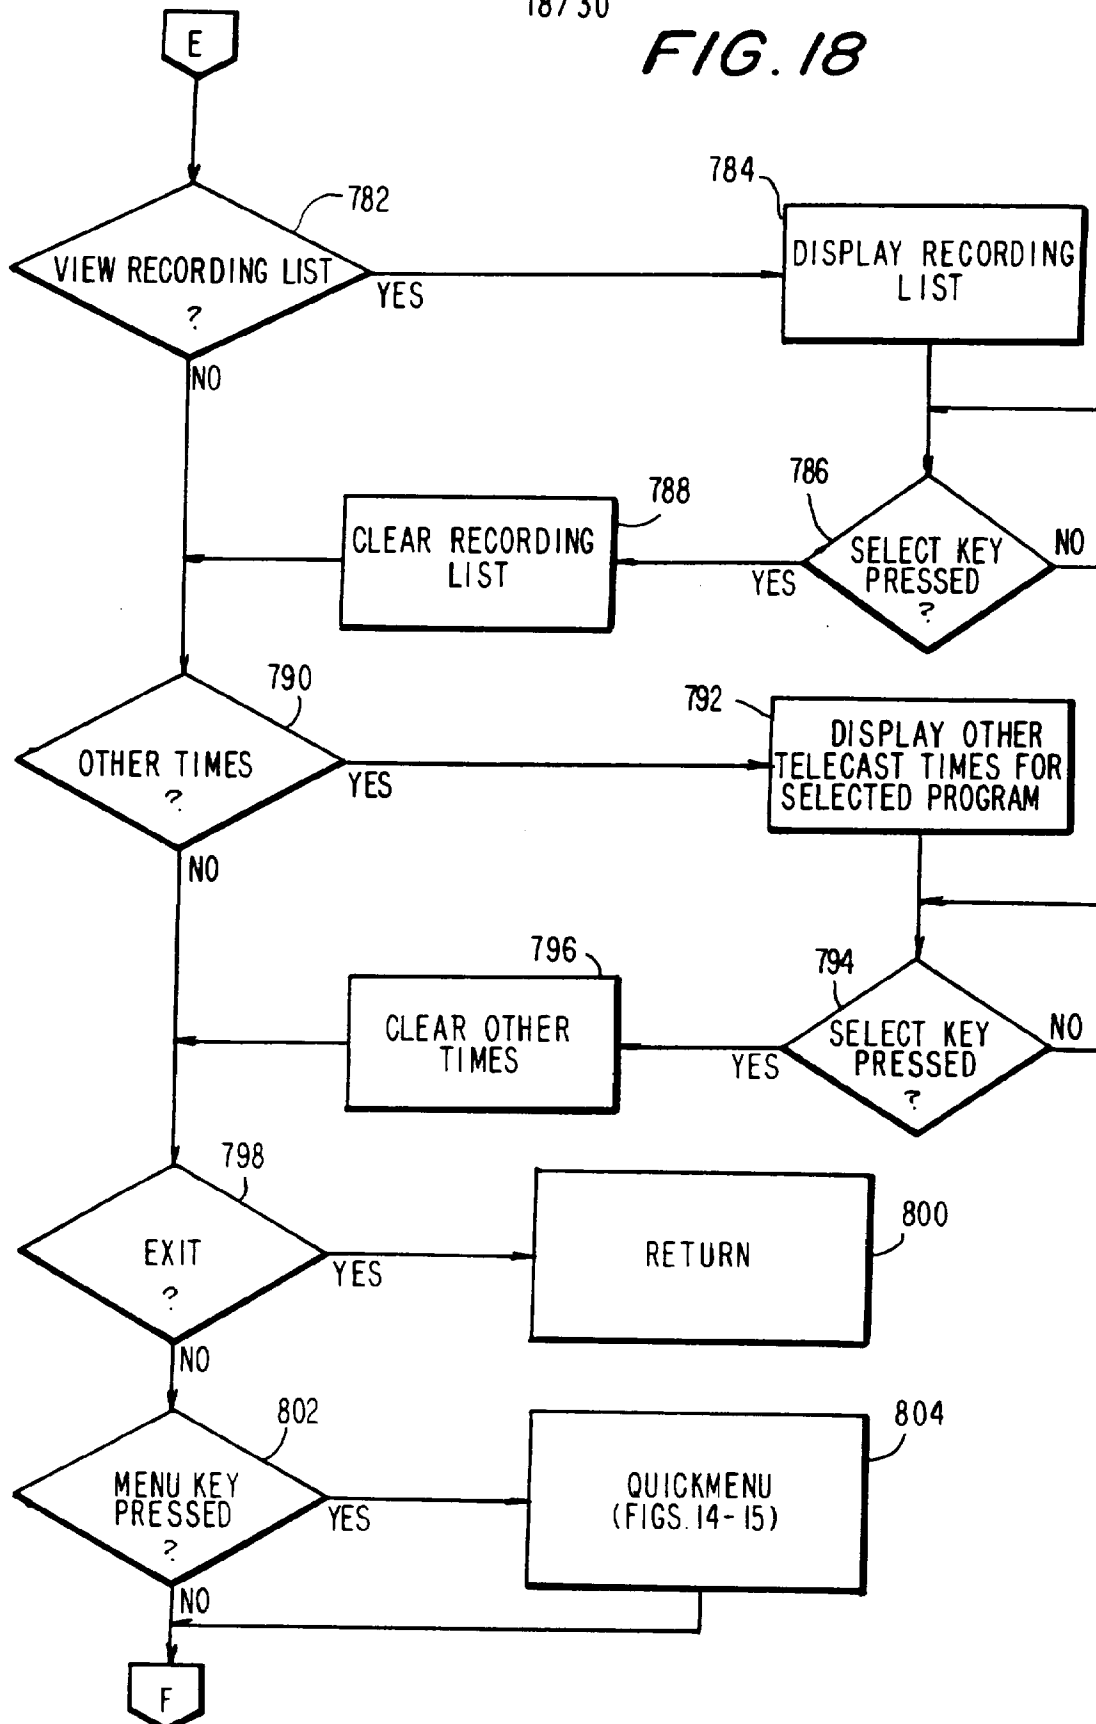 18/30
FIG. 18
E
782
784
VIEW RECORDING LIST
?
YES
NO
DISPLAY RECORDING
LIST
786
788
CLEAR RECORDING
LIST
SELECT KEY
PRESSED
?
YES
NO
790
792
OTHER TIMES
?
YES
NO
DISPLAY OTHER
TELECAST TIMES FOR
SELECTED PROGRAM
794
796
CLEAR OTHER
TIMES
SELECT KEY
PRESSED
?
YES
NO
798
EXIT
?
YES
NO
800
RETURN
802
MENU KEY
PRESSED
?
YES
NO
804
QUICKMENU
(FIGS. 14-15)
F